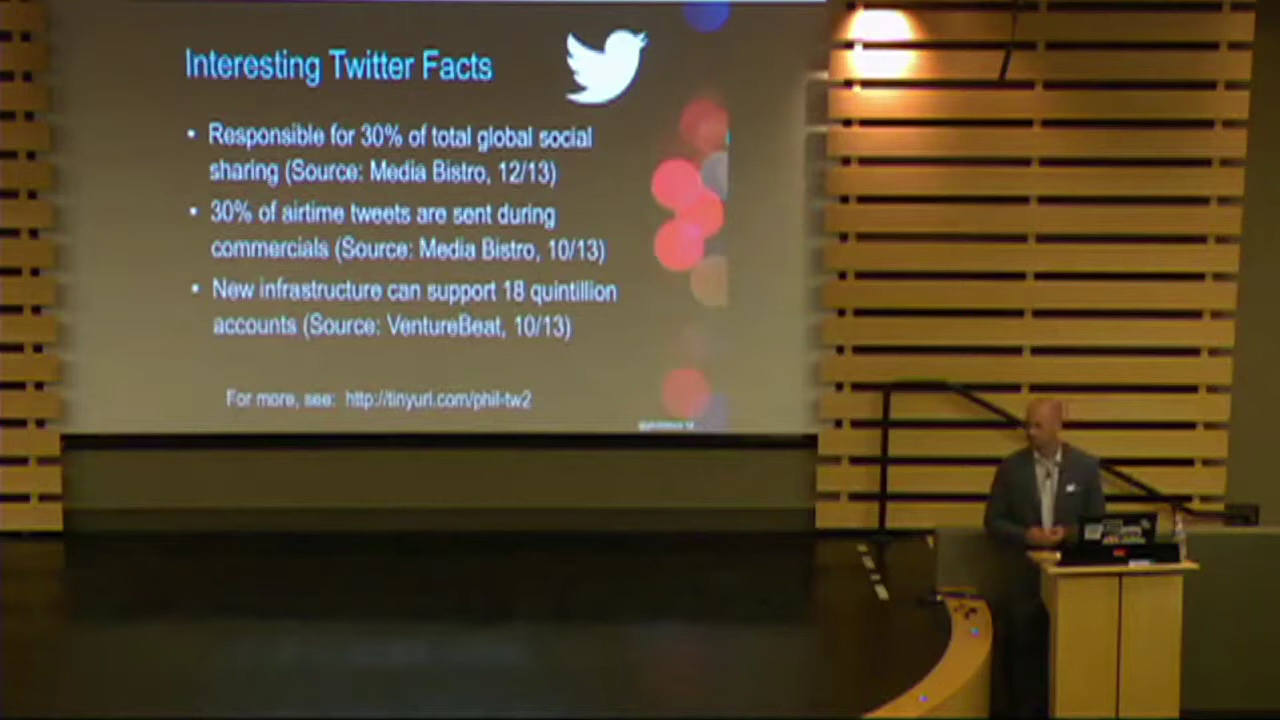 Interesting Twitter Facts
• Responsible for 30% of total global social
sharing (Source: Media Bistro, 12/13)
• 30% of airtime tweets are sent during
commercials (Source: Media Bistro, 10/13)
• New infrastructure can support 18 quintillion
accounts (Source: VentureBeat, 10/13)
For more, see: http://tinyurl.com/phil-tw2